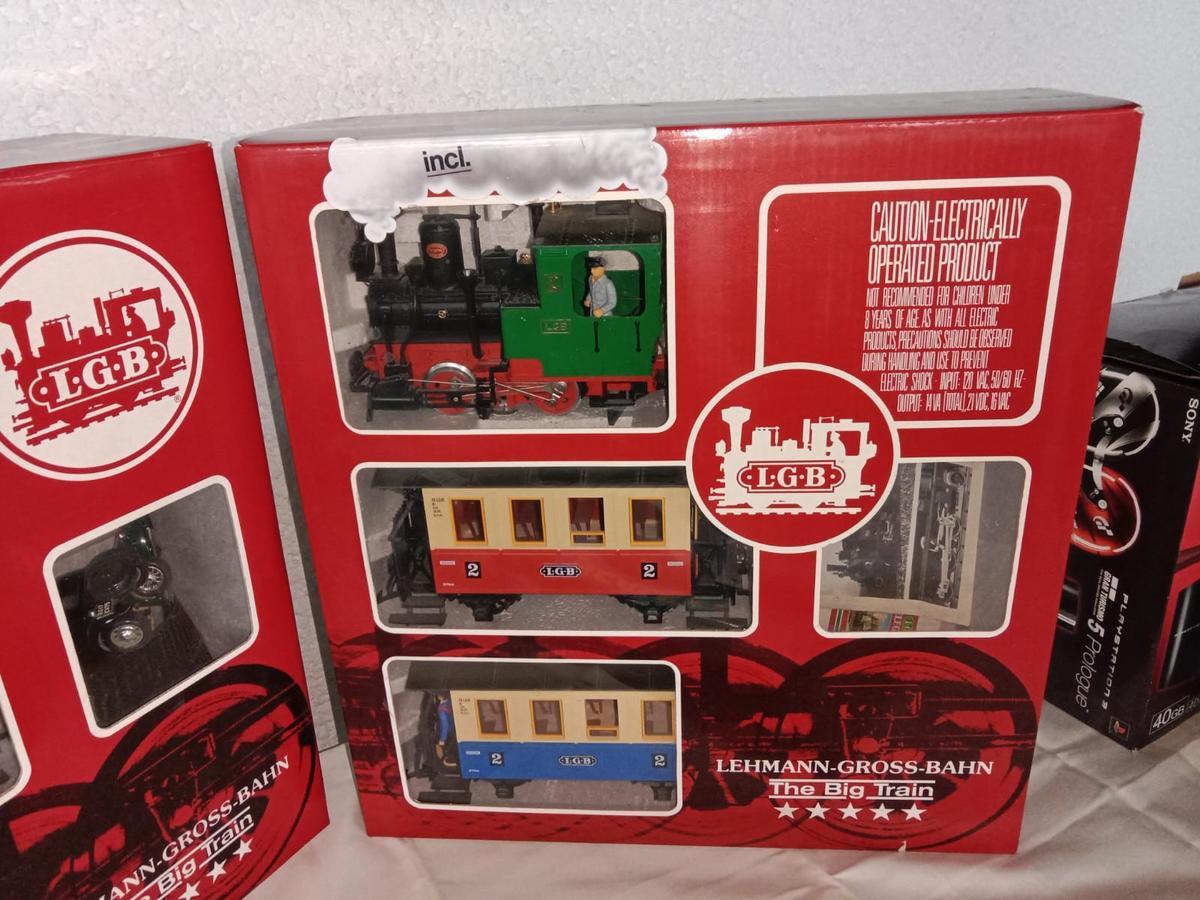 incl.
CAUTION-ELECTRICALLY
OPERATED PRODUCT
NOT RECOMMENDED FOR CHILDREN UNDER
8 YEARS OF AGE. AS WITH ALL ELECTRIC
PRODUCTS, PRECAUTIONS SHOULD BE OBSERVED
DURING HANDLING AND USE TO PREVENT
ELECTRIC SHOCK - INPUT: 120 VAC, 50/60 HZ-
OUTPUT: 14 VA (TOTAL), 21 VDC, 16 VAC
L·G·B ®
L·G·B
2 L·G·B 2
2 L·G·B 2
LEHMANN-GROSS-BAHN
The Big Train
MANN-GROSS-BAHN
Big Train
SONY
PLAYSTATION 3
GRAN TURISMO 5 Prologue
40GB